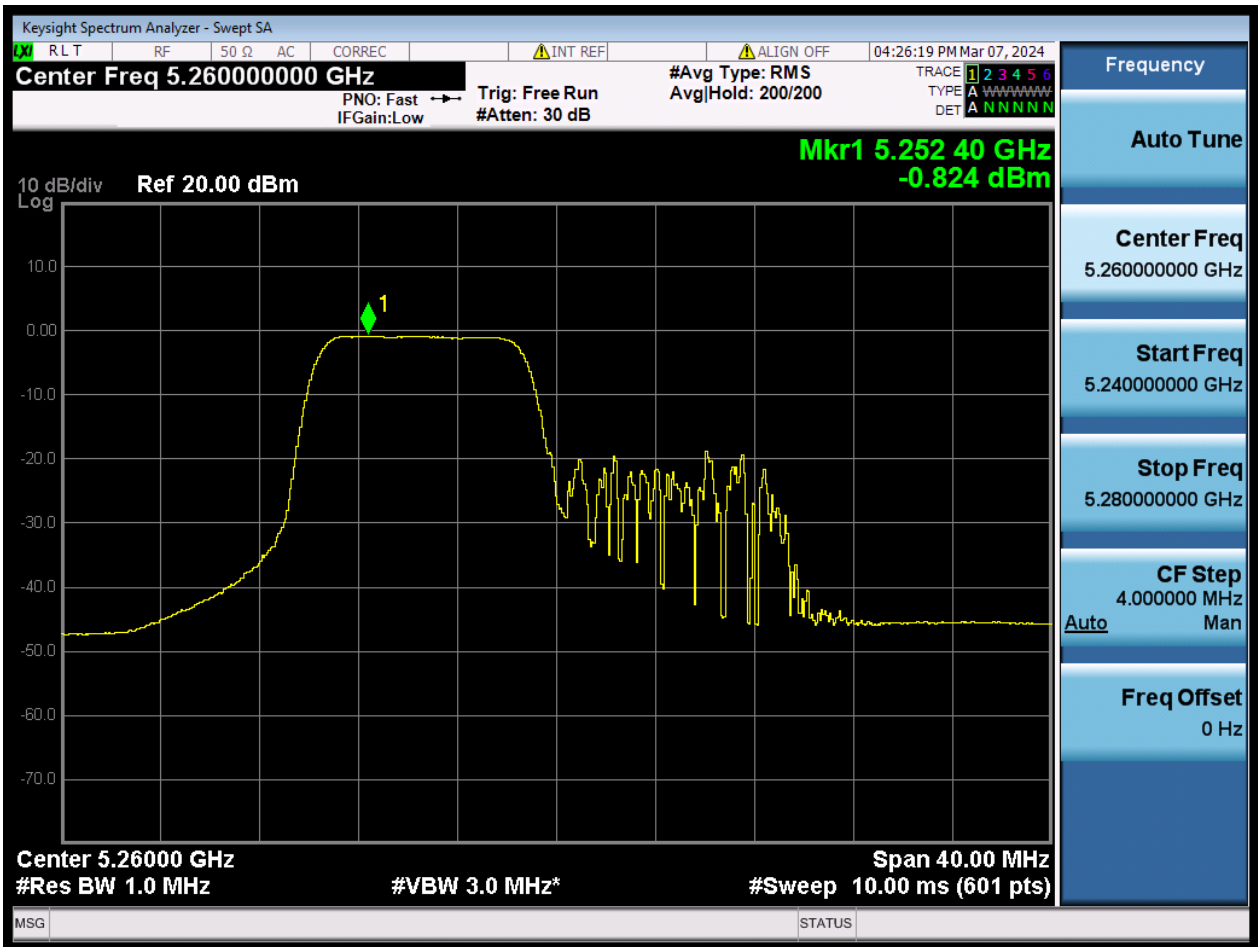 Keysight Spectrum Analyzer - Swept SA
LXI RLT RF 50 Ω AC CORREC INT REF ALIGN OFF 04:26:19 PM Mar 07, 2024
Center Freq 5.260000000 GHz
PNO: Fast
IFGain:Low
Trig: Free Run
#Atten: 30 dB
#Avg Type: RMS
Avg|Hold: 200/200
TRACE 1 2 3 4 5 6
TYPE A WWWWW
DET A N N N N N
Mkr1 5.252 40 GHz
-0.824 dBm
10 dB/div Ref 20.00 dBm
Log
10.0
1
0.00
-10.0
-20.0
-30.0
-40.0
-50.0
-60.0
-70.0
Center 5.26000 GHz Span 40.00 MHz
#Res BW 1.0 MHz #VBW 3.0 MHz* #Sweep 10.00 ms (601 pts)
MSG STATUS
Frequency
Auto Tune
Center Freq
5.260000000 GHz
Start Freq
5.240000000 GHz
Stop Freq
5.280000000 GHz
CF Step
4.000000 MHz
Auto Man
Freq Offset
0 Hz